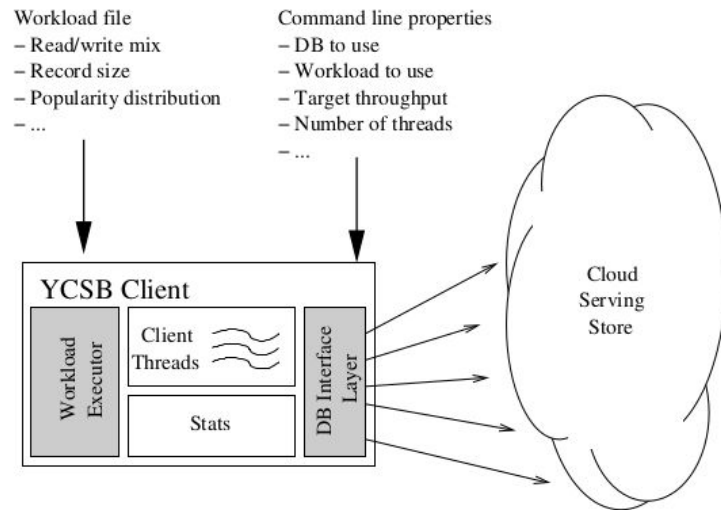 Workload file
– Read/write mix
– Record size
– Popularity distribution
– ...
Command line properties
– DB to use
– Workload to use
– Target throughput
– Number of threads
– ...
YCSB Client
Workload
Executor
Client
Threads
Stats
DB Interface
Layer
Cloud
Serving
Store